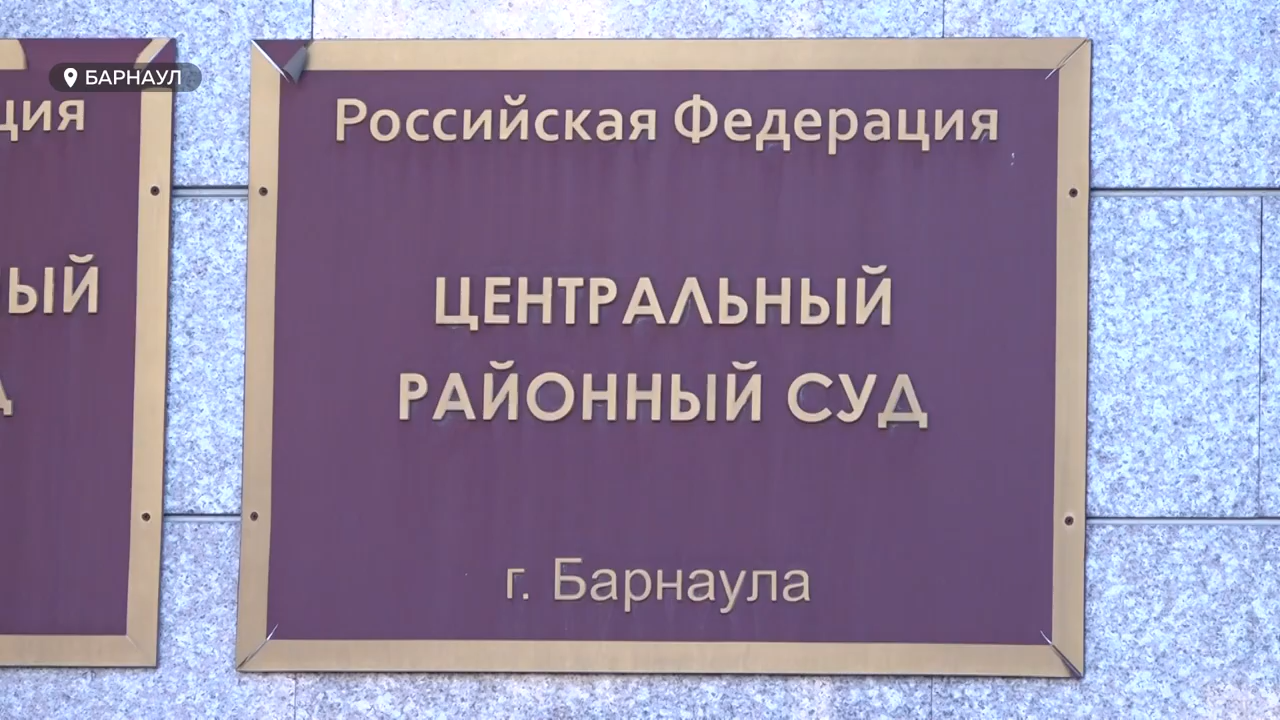 БАРНАУЛ
Российская Федерация
ЦЕНТРАЛЬНЫЙ
РАЙОННЫЙ СУД
г. Барнаула